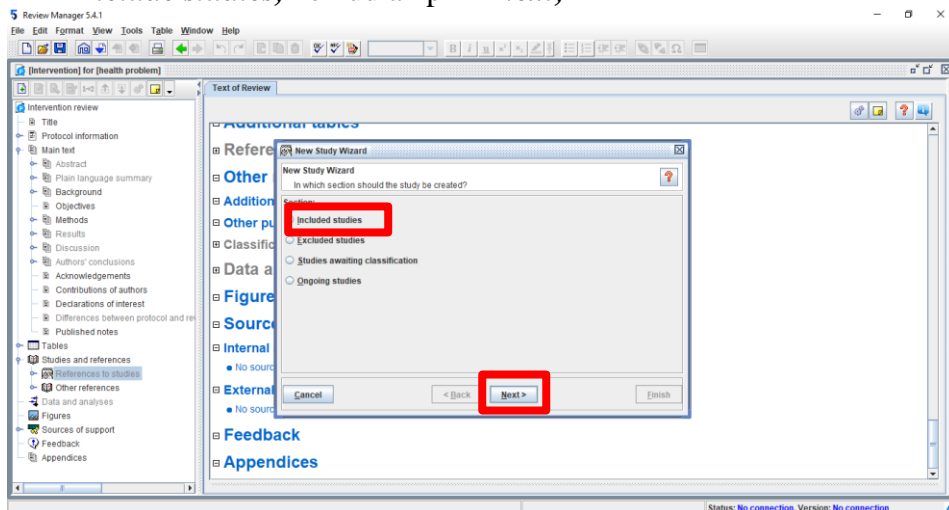 5 Review Manager 5.4.1
File Edit Format View Tools Table Window Help
[Intervention] for [health problem]
Text of Review
Intervention review
Title
Protocol information
Main text
Abstract
Plain language summary
Background
Objectives
Methods
Results
Discussion
Authors' conclusions
Acknowledgements
Contributions of authors
Declarations of interest
Differences between protocol and re
Published notes
Tables
Studies and references
References to studies
Other references
Data and analyses
Figures
Sources of support
Feedback
Appendices
Additional tables
Refere
Other
Addition
Other pu
Classific
Data a
Figure
Source
Internal
No sourc
External
No sourc
Feedback
Appendices
New Study Wizard
New Study Wizard
In which section should the study be created?
Section:
Included studies
Excluded studies
Studies awaiting classification
Ongoing studies
Cancel < Back Next > Finish
Status: No connection. Version: No connection